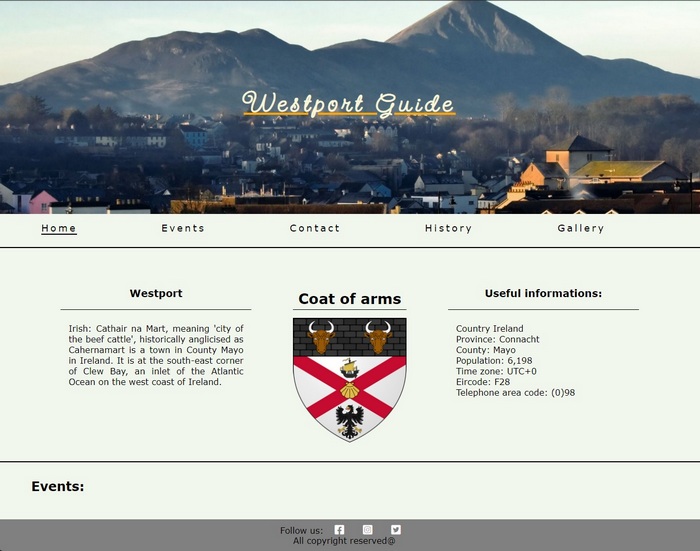 Westport Guide
Home Events Contact History Gallery
Westport
Irish: Cathair na Mart, meaning 'city of
the beef cattle', historically anglicised as
Cahernamart is a town in County Mayo
in Ireland. It is at the south-east corner
of Clew Bay, an inlet of the Atlantic
Ocean on the west coast of Ireland.
Coat of arms
Useful informations:
Country Ireland
Province: Connacht
County: Mayo
Population: 6,198
Time zone: UTC+0
Eircode: F28
Telephone area code: (0)98
Events:
Follow us:
All copyright reserved@